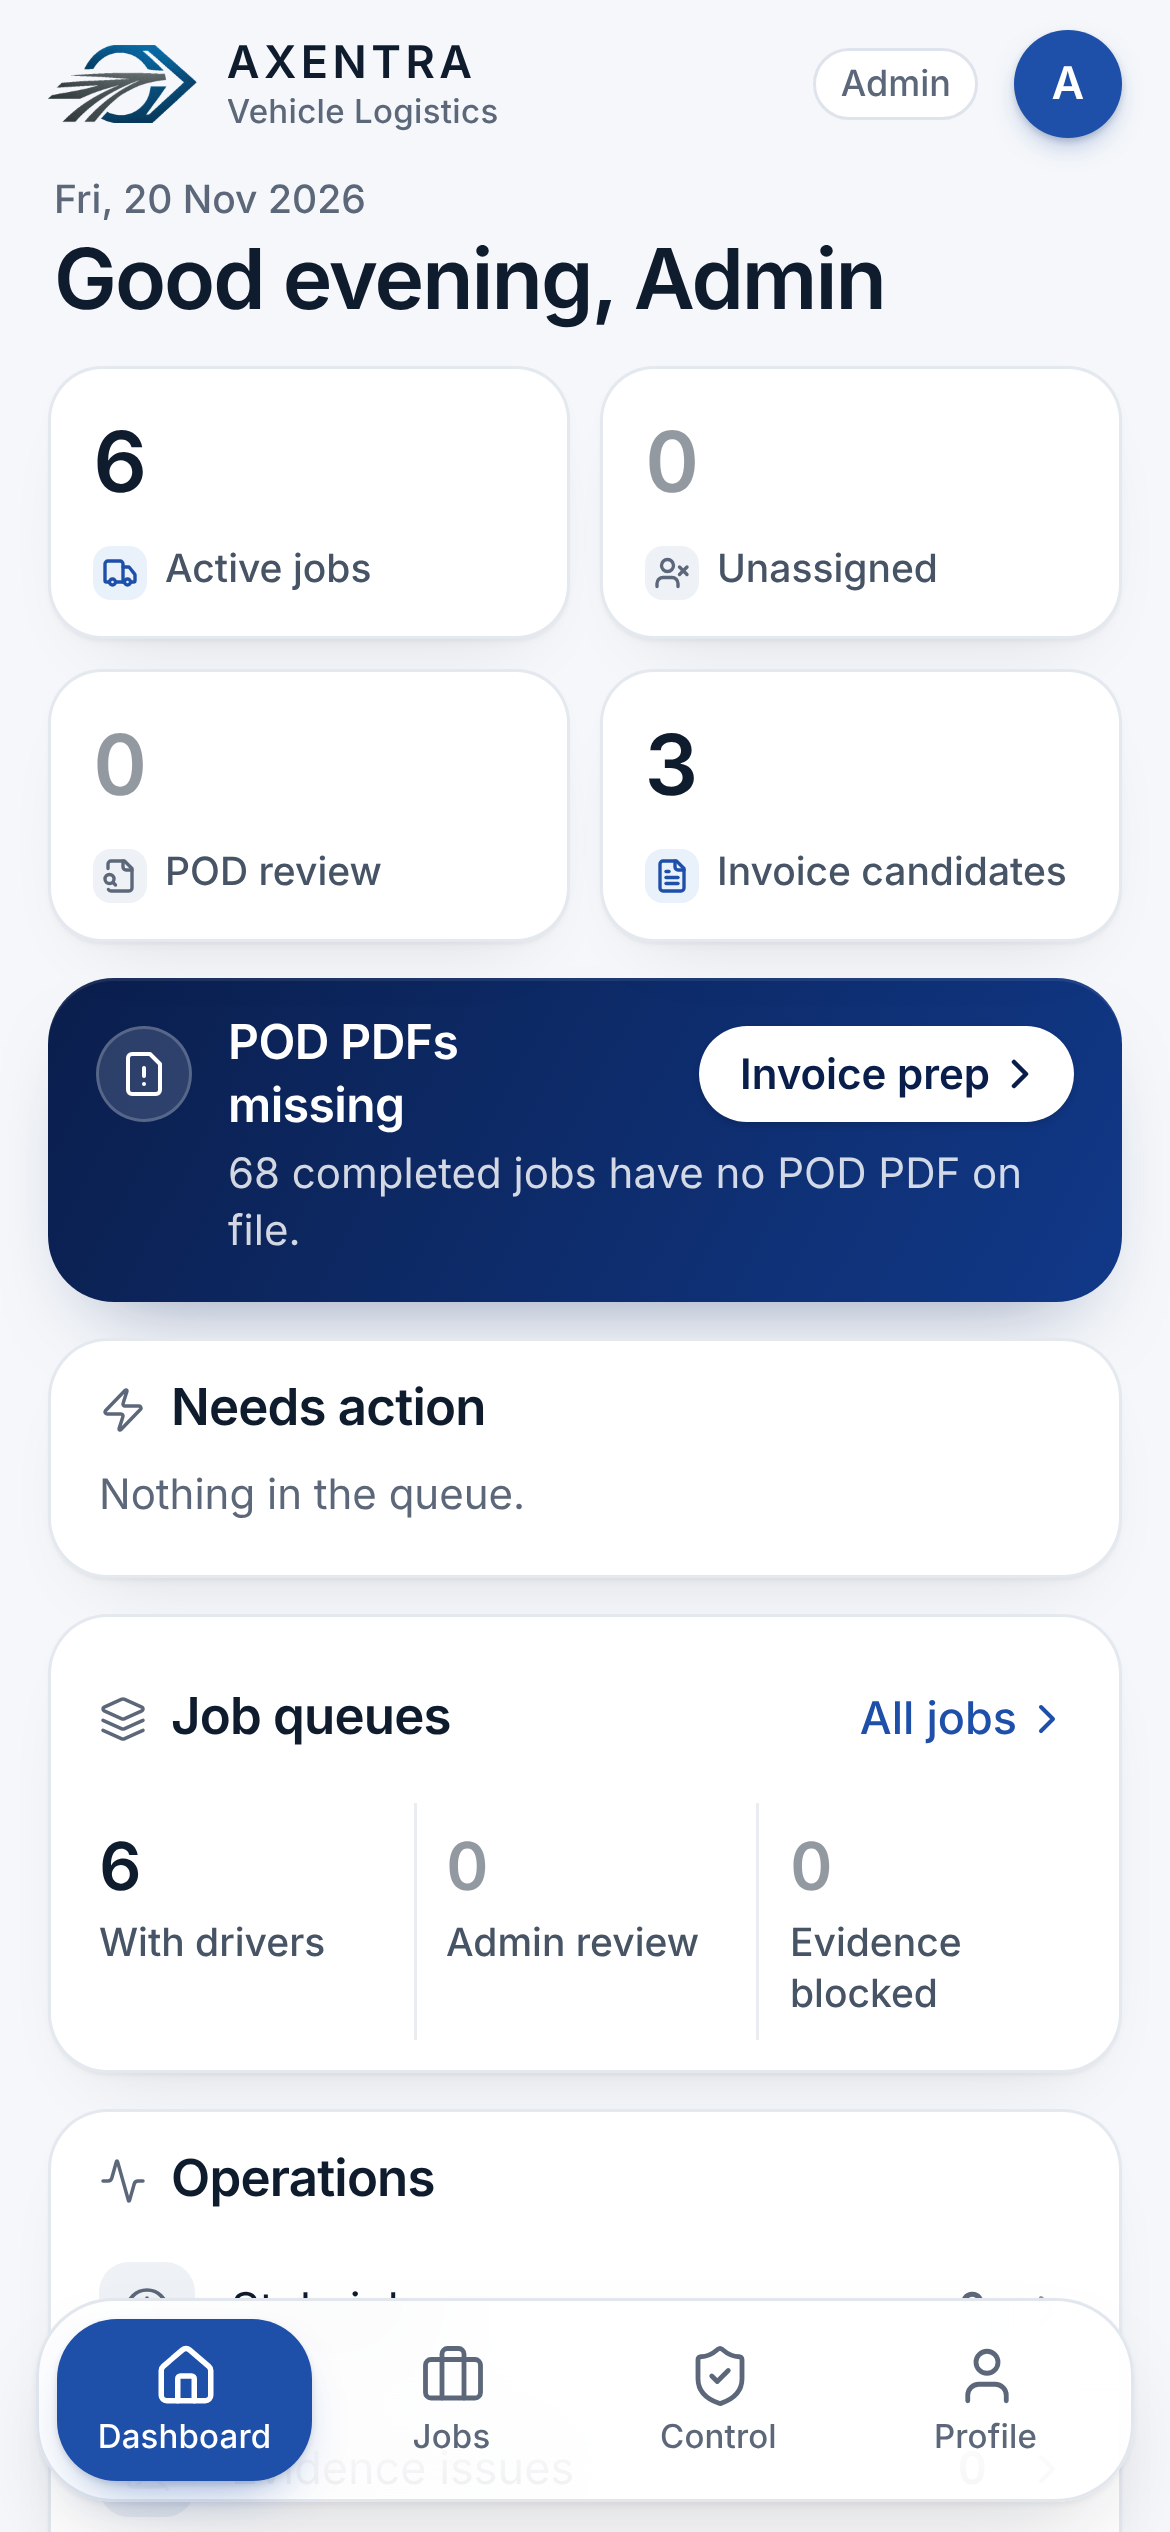 AXENTRA
Vehicle Logistics
Admin
A
Fri, 20 Nov 2026
Good evening, Admin
6
Active jobs
0
Unassigned
0
POD review
3
Invoice candidates
POD PDFs
missing
Invoice prep
68 completed jobs have no POD PDF on
file.
Needs action
Nothing in the queue.
Job queues
All jobs
6
With drivers
0
Admin review
0
Evidence
blocked
Operations
Dashboard
Jobs
Control
Profile
issues
0